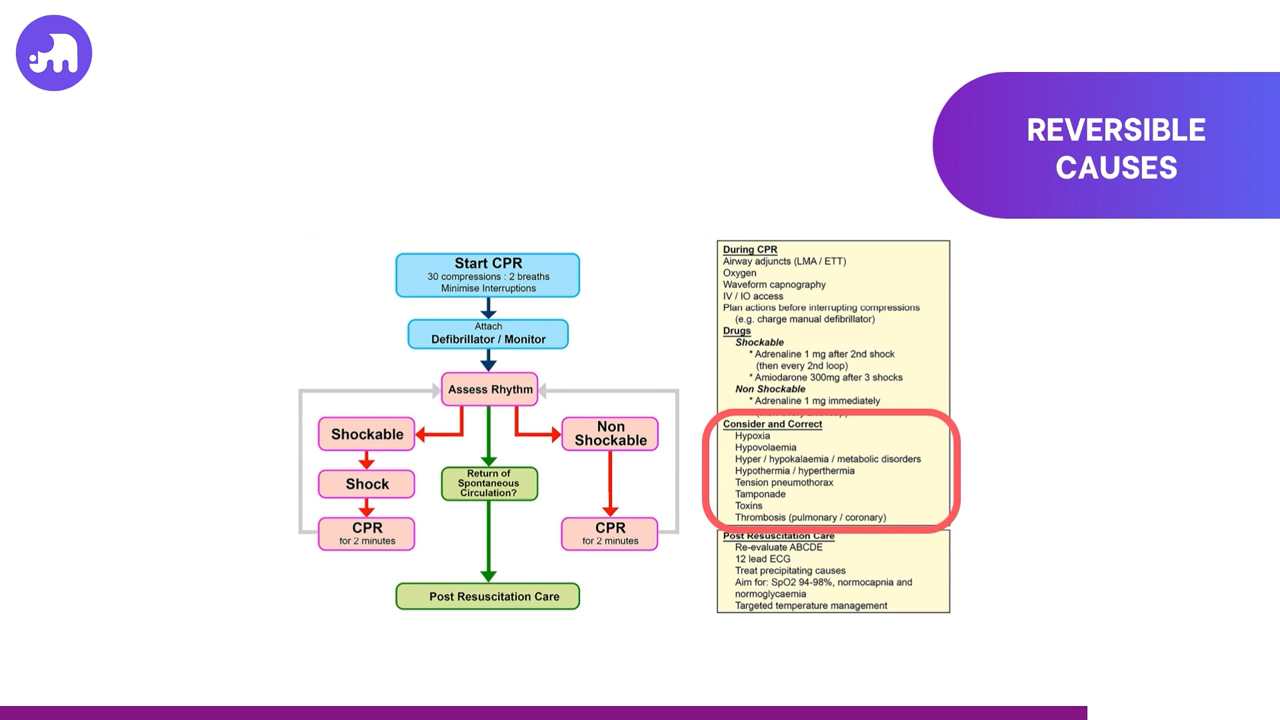 REVERSIBLE
CAUSES
Start CPR
30 compressions : 2 breaths
Minimise Interruptions
Attach
Defibrillator / Monitor
Assess Rhythm
Shockable
Non
Shockable
Shock
Return of
Spontaneous
Circulation?
CPR
for 2 minutes
CPR
for 2 minutes
Post Resuscitation Care
During CPR
Airway adjuncts (LMA / ETT)
Oxygen
Waveform capnography
IV / IO access
Plan actions before interrupting compressions
(e.g. charge manual defibrillator)
Drugs
Shockable
* Adrenaline 1 mg after 2nd shock
(then every 2nd loop)
* Amiodarone 300mg after 3 shocks
Non Shockable
* Adrenaline 1 mg immediately
Consider and Correct
Hypoxia
Hypovolaemia
Hyper / hypokalaemia / metabolic disorders
Hypothermia / hyperthermia
Tension pneumothorax
Tamponade
Toxins
Thrombosis (pulmonary / coronary)
Post Resuscitation Care
Re-evaluate ABCDE
12 lead ECG
Treat precipitating causes
Aim for: SpO2 94-98%, normocapnia and
normoglycaemia
Targeted temperature management